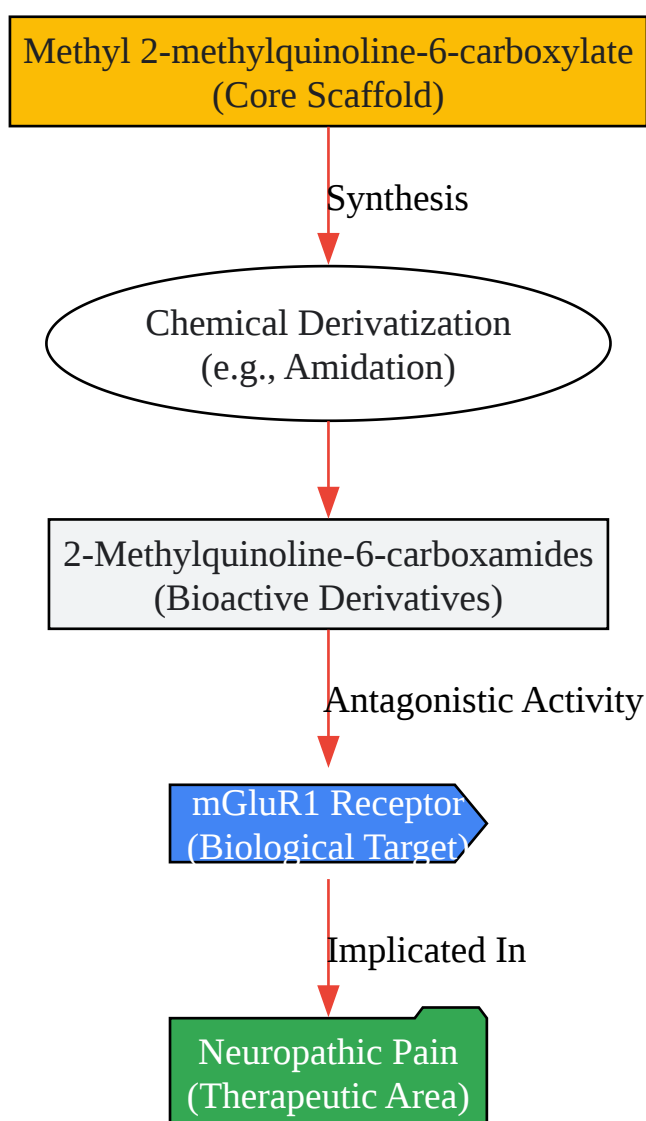 Methyl 2-methylquinoline-6-carboxylate
(Core Scaffold)
Synthesis
Chemical Derivatization
(e.g., Amidation)
2-Methylquinoline-6-carboxamides
(Bioactive Derivatives)
Antagonistic Activity
mGluR1 Receptor
(Biological Target)
Implicated In
Neuropathic Pain
(Therapeutic Area)